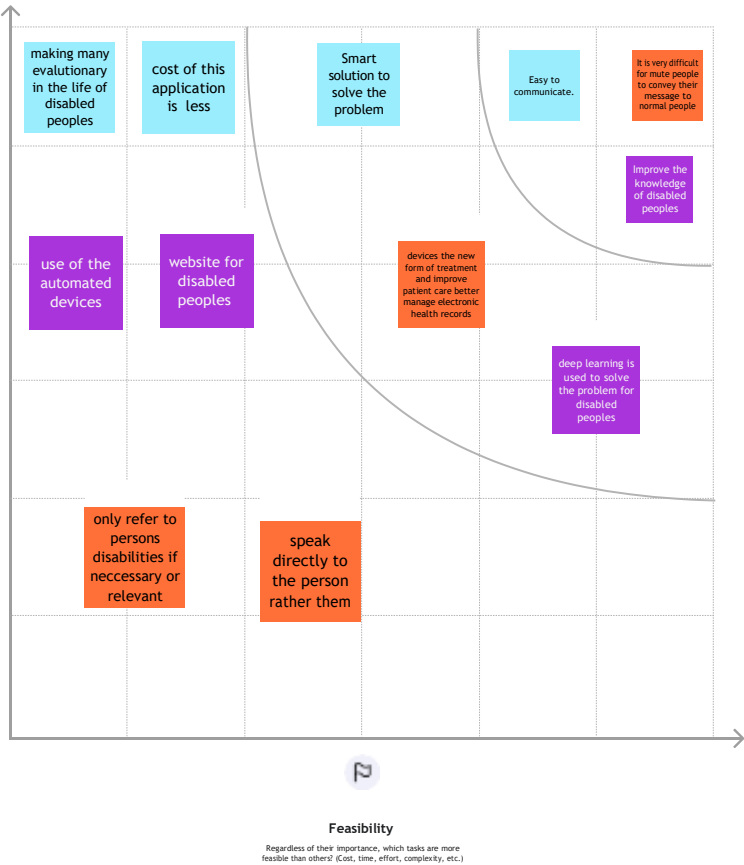 making many
evalutionary
in the life of
disabled
peoples
cost of this
application
is less
Smart
solution to
solve the
problem
Easy to
communicate.
It is very difficult
for mute people
to convey their
message to
normal people
Improve the
knowledge
of disabled
peoples
use of the
automated
devices
website for
disabled
peoples
devices the new
form of treatment
and improve
patient care better
manage electronic
health records
deep learning is
used to solve
the problem for
disabled
peoples
only refer to
persons
disabilities if
neccessary or
relevant
speak
directly to
the person
rather them
Feasibility
Regardless of their importance, which tasks are more
feasible than others? (Cost, time, effort, complexity, etc.)